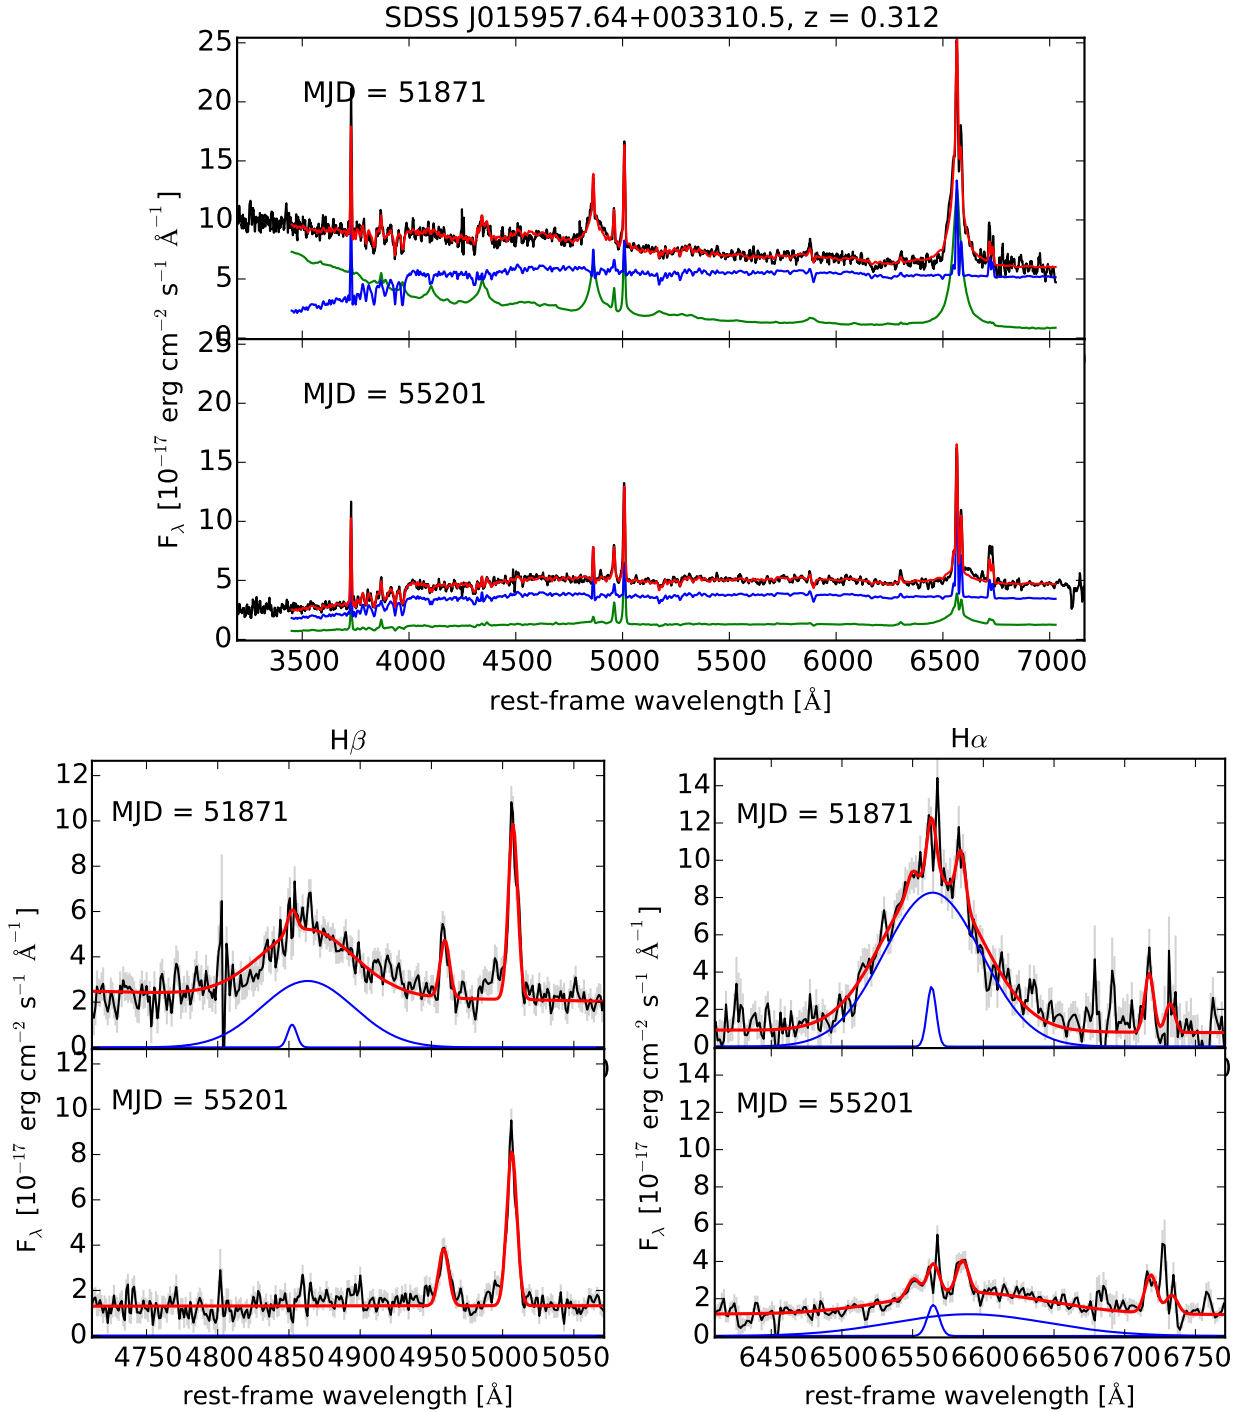 SDSS J015957.64+003310.5, z = 0.312
25
20
15
10
5
0
MJD = 51871
25
20
15
10
5
0
MJD = 55201
F_λ [10^−17 erg cm^−2 s^−1 Å^−1]
3500 4000 4500 5000 5500 6000 6500 7000
rest-frame wavelength [Å]
Hβ
12
10
8
6
4
2
0
MJD = 51871
12
10
8
6
4
2
0
MJD = 55201
F_λ [10^−17 erg cm^−2 s^−1 Å^−1]
4750 4800 4850 4900 4950 5000 5050
rest-frame wavelength [Å]
Hα
14
12
10
8
6
4
2
0
MJD = 51871
14
12
10
8
6
4
2
0
MJD = 55201
F_λ [10^−17 erg cm^−2 s^−1 Å^−1]
6450 6500 6550 6600 6650 6700 6750
rest-frame wavelength [Å]